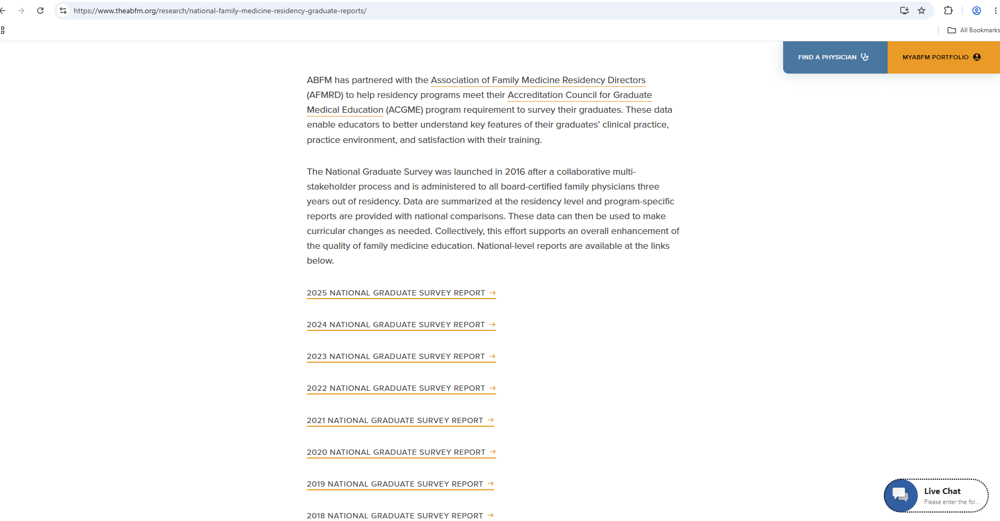 https://www.theabfm.org/research/national-family-medicine-residency-graduate-reports/
All Bookmarks
FIND A PHYSICIAN
MYABFM PORTFOLIO
ABFM has partnered with the Association of Family Medicine Residency Directors
(AFMRD) to help residency programs meet their Accreditation Council for Graduate
Medical Education (ACGME) program requirement to survey their graduates. These data
enable educators to better understand key features of their graduates’ clinical practice,
practice environment, and satisfaction with their training.
The National Graduate Survey was launched in 2016 after a collaborative multi-
stakeholder process and is administered to all board-certified family physicians three
years out of residency. Data are summarized at the residency level and program-specific
reports are provided with national comparisons. These data can then be used to make
curricular changes as needed. Collectively, this effort supports an overall enhancement of
the quality of family medicine education. National-level reports are available at the links
below.
2025 NATIONAL GRADUATE SURVEY REPORT →
2024 NATIONAL GRADUATE SURVEY REPORT →
2023 NATIONAL GRADUATE SURVEY REPORT →
2022 NATIONAL GRADUATE SURVEY REPORT →
2021 NATIONAL GRADUATE SURVEY REPORT →
2020 NATIONAL GRADUATE SURVEY REPORT →
2019 NATIONAL GRADUATE SURVEY REPORT →
2018 NATIONAL GRADUATE SURVEY REPORT →
Live Chat
Please enter the fol...